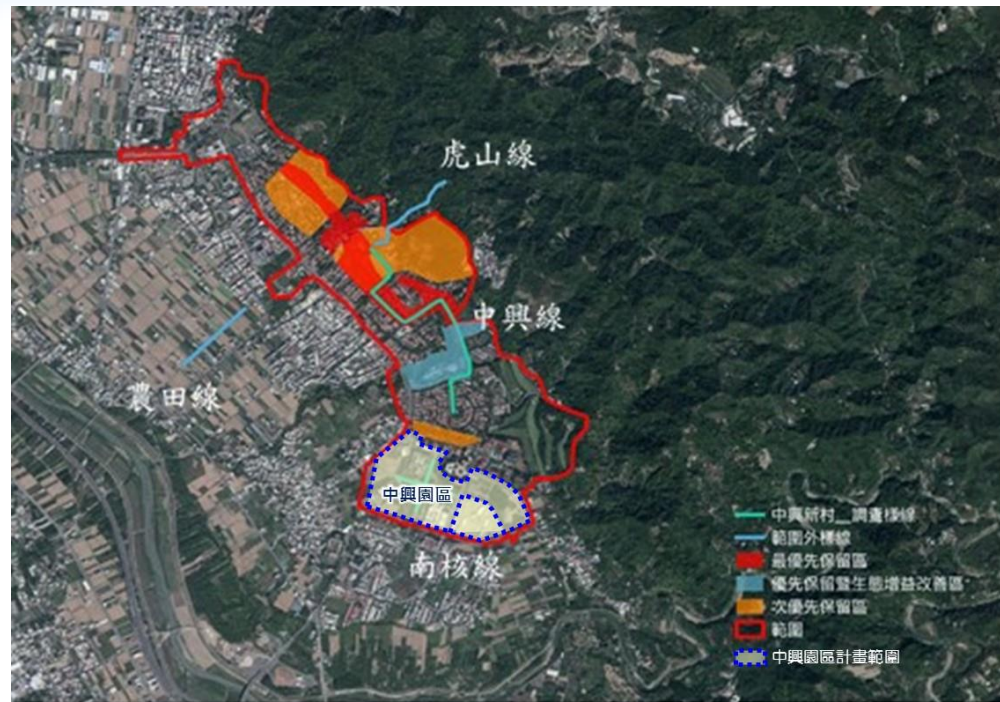 虎山線
中興線
農田線
中興園區
南核線
中興新村__調查樣線
範圍外樣線
最優先保留區
優先保留暨生態增益改善區
次優先保留區
範圍
中興園區計畫範圍